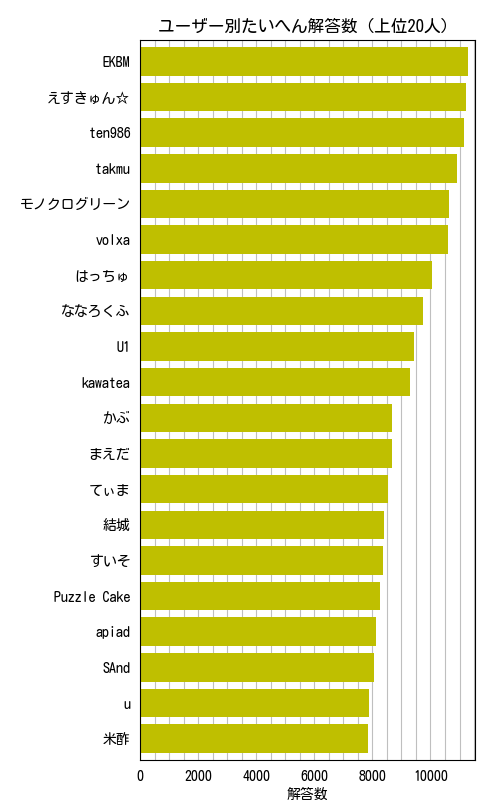 ユーザー別たいへん解答数（上位20人）
EKBM
えすきゅん☆
ten986
takmu
モノクログリーン
volxa
はっちゅ
ななろくふ
U1
kawatea
かぶ
まえだ
てぃま
結城
すいそ
Puzzle Cake
apiad
SAnd
u
米酢
0 2000 4000 6000 8000 10000
解答数